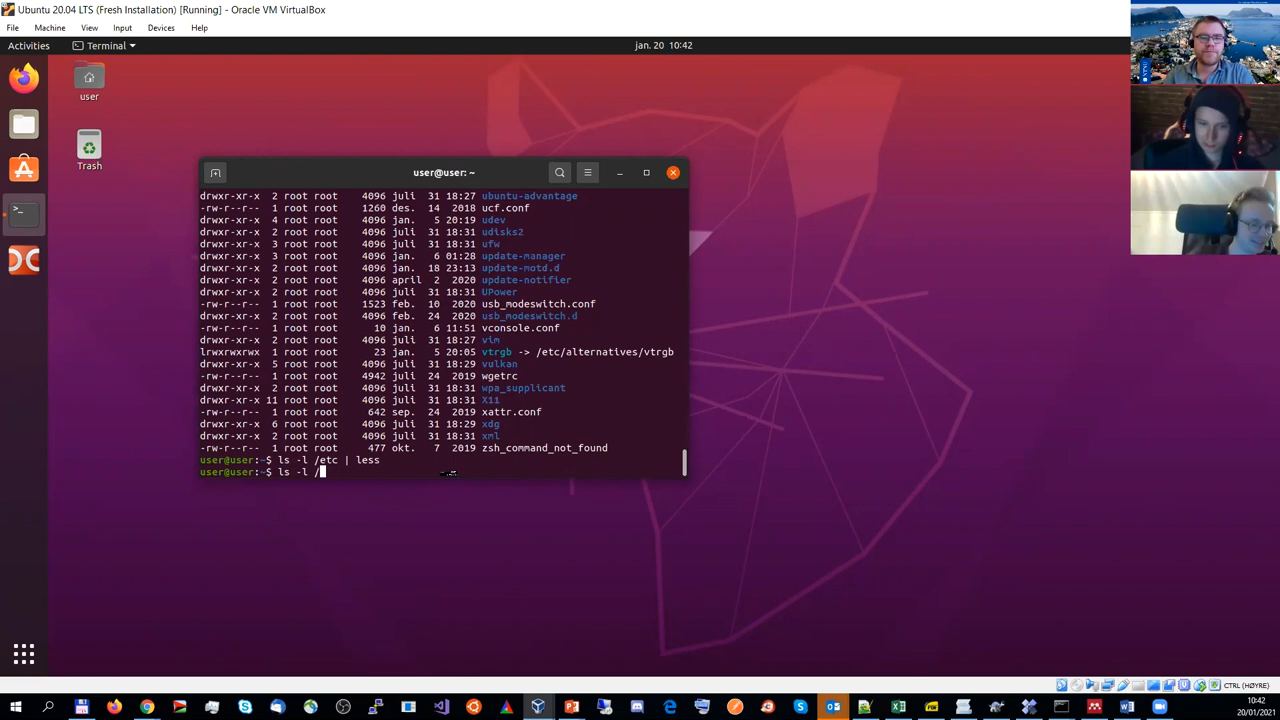 Ubuntu 20.04 LTS (Fresh Installation) [Running] - Oracle VM VirtualBox
File Machine View Input Devices Help
Activities Terminal jan. 20 10:42
user
Trash
user@user: ~
drwxr-xr-x 2 root root 4096 juli 31 18:27 ubuntu-advantage
-rw-r--r-- 1 root root 1260 des. 14 2018 ucf.conf
drwxr-xr-x 4 root root 4096 jan. 5 20:19 udev
drwxr-xr-x 2 root root 4096 juli 31 18:31 udisks2
drwxr-xr-x 3 root root 4096 juli 31 18:31 ufw
drwxr-xr-x 3 root root 4096 jan. 6 01:28 update-manager
drwxr-xr-x 2 root root 4096 jan. 18 23:13 update-motd.d
drwxr-xr-x 2 root root 4096 april 2 2020 update-notifier
drwxr-xr-x 2 root root 4096 juli 31 18:31 UPower
-rw-r--r-- 1 root root 1523 feb. 10 2020 usb_modeswitch.conf
drwxr-xr-x 2 root root 4096 feb. 24 2020 usb_modeswitch.d
-rw-r--r-- 1 root root 10 jan. 6 11:51 vconsole.conf
drwxr-xr-x 2 root root 4096 juli 31 18:27 vim
lrwxrwxrwx 1 root root 23 jan. 5 20:05 vtrgb -> /etc/alternatives/vtrgb
drwxr-xr-x 5 root root 4096 juli 31 18:29 vulkan
-rw-r--r-- 1 root root 4942 juli 24 2019 wgetrc
drwxr-xr-x 2 root root 4096 juli 31 18:31 wpa_supplicant
drwxr-xr-x 11 root root 4096 juli 31 18:31 X11
-rw-r--r-- 1 root root 642 sep. 24 2019 xattr.conf
drwxr-xr-x 6 root root 4096 juli 31 18:29 xdg
drwxr-xr-x 2 root root 4096 juli 31 18:31 xml
-rw-r--r-- 1 root root 477 okt. 7 2019 zsh_command_not_found
user@user:~$ ls -l /etc | less
user@user:~$ ls -l /
NTNU
CTRL (HØYRE)
10:42
20/01/2021